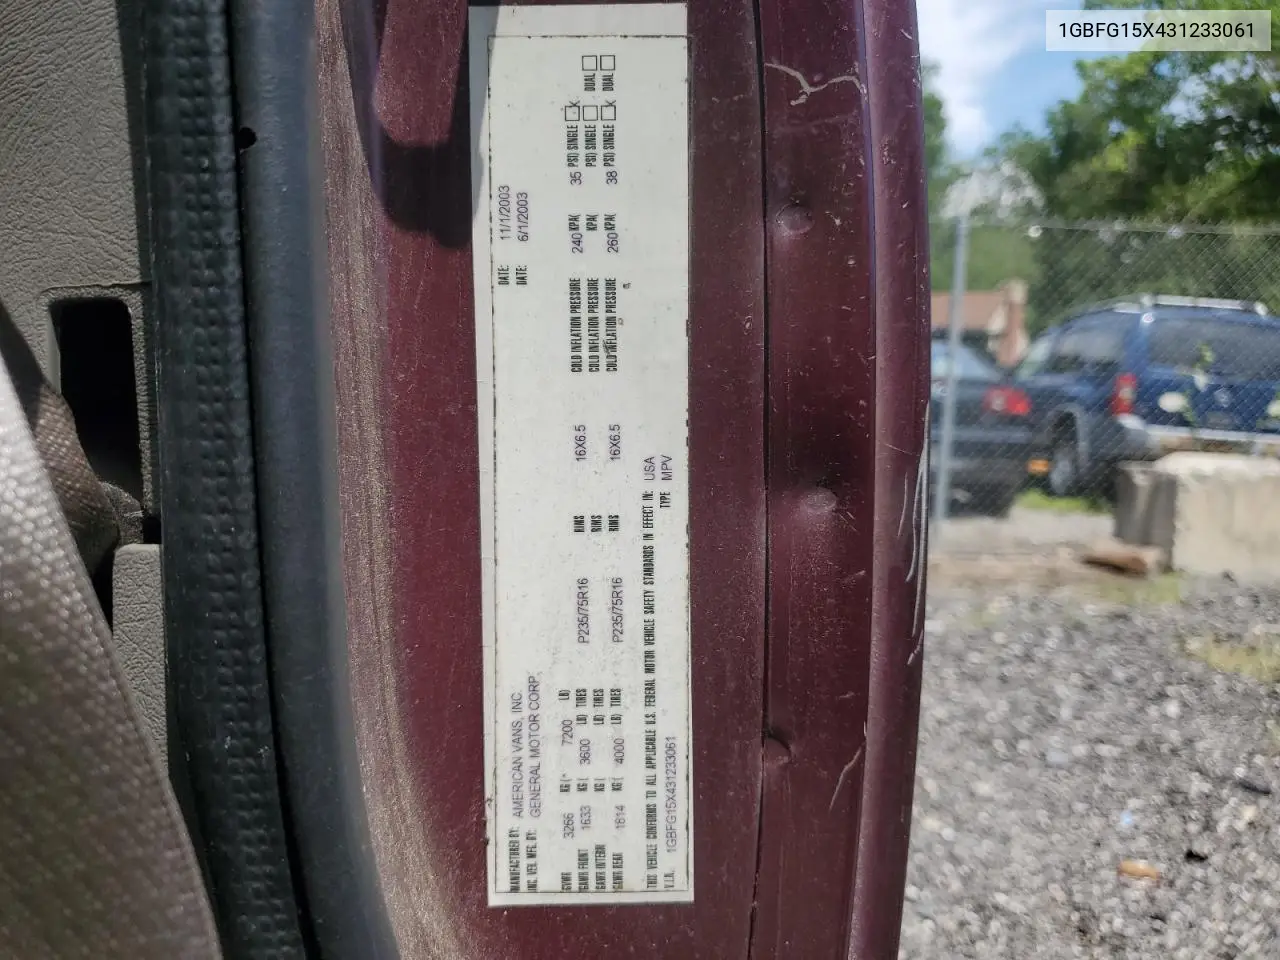 1GBFG15X431233061
MANUFACTURED BY: AMERICAN VANS, INC. DATE: 11/1/2003
INC. VEH. MFG. BY: GENERAL MOTOR CORP. DATE: 6/1/2003
GVWR 3266 KG ( 7200 LB)
GAWR FRONT 1633 KG ( 3600 LB) TIRES P235/75R16 RIMS 16X6.5 COLD INFLATION PRESSURE 240 KPA( 35 PSI) SINGLE X DUAL
GAWR INTERM KG ( LB) TIRES RIMS COLD INFLATION PRESSURE KPA( PSI) SINGLE
GAWR REAR 1814 KG ( 4000 LB) TIRES P235/75R16 RIMS 16X6.5 COLD INFLATION PRESSURE 260 KPA( 38 PSI) SINGLE X DUAL
THIS VEHICLE CONFORMS TO ALL APPLICABLE U.S. FEDERAL MOTOR VEHICLE SAFETY STANDARDS IN EFFECT IN: USA
V.I.N. 1GBFG15X431233061 TYPE MPV